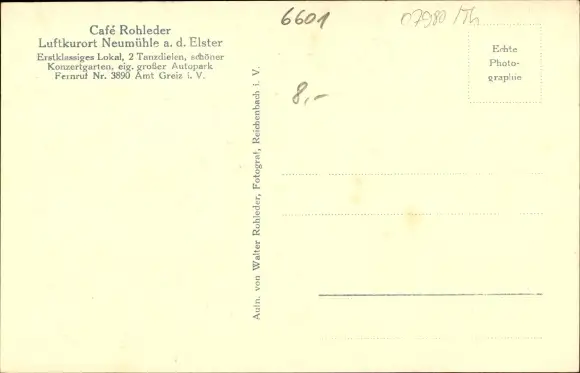 Café Rohleder
Luftkurort Neumühle a. d. Elster
Erstklassiges Lokal, 2 Tanzdielen, schöner
Konzertgarten, eig. großer Autopark
Fernruf Nr. 3890 Amt Greiz i. V.
6601
07980 /Th
8,-
Echte
Photo-
graphie
Aufn. von Walter Rohleder, Fotograf, Reichenbach i. V.